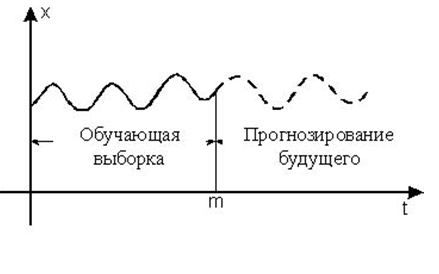 x
Обучающая
выборка
Прогнозирование
будущего
m
t